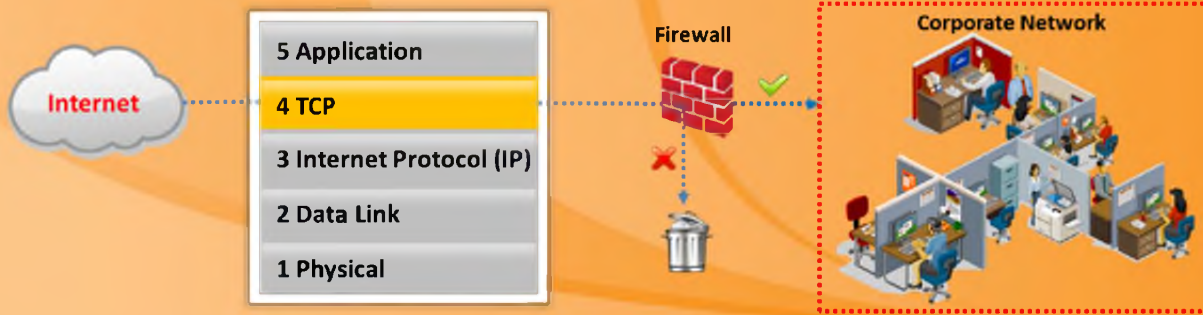 Internet
5 Application
4 TCP
3 Internet Protocol (IP)
2 Data Link
1 Physical
Firewall
Corporate Network